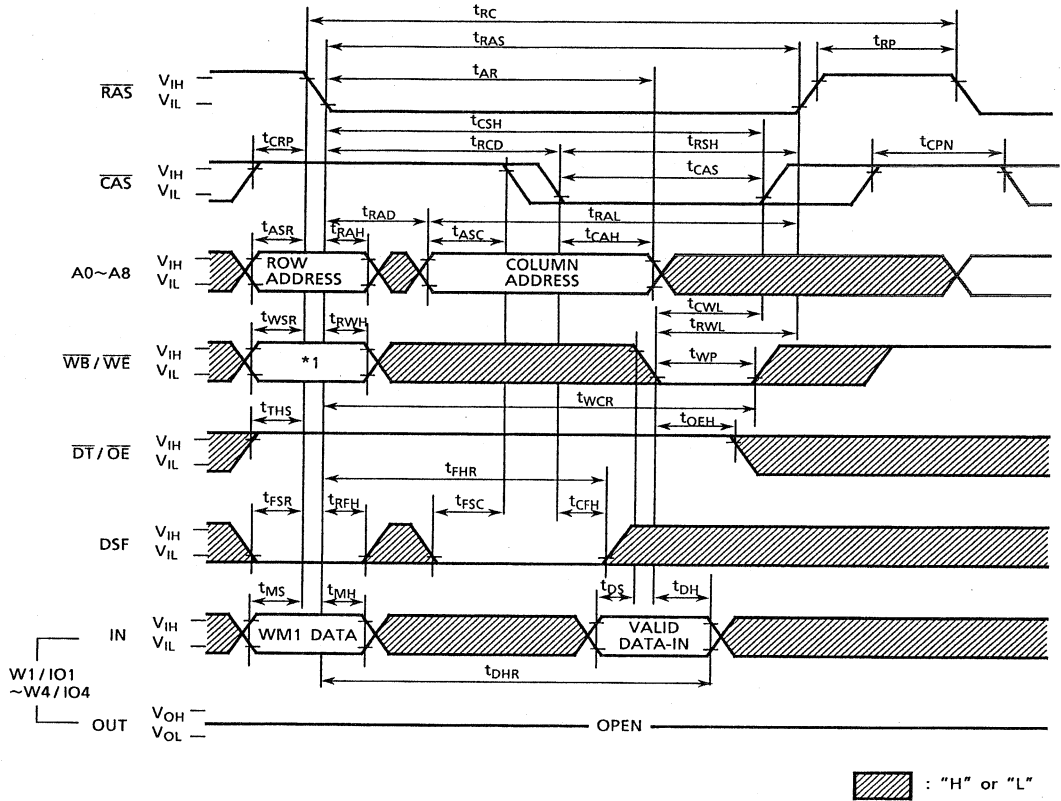 tRC
tRAS
tRP
tAR
RAS
VIH
VIL
tCSH
tCRP
tRCD
tRSH
tCPN
CAS
VIH
VIL
tCAS
tRAD
tRAL
tASR
tRAH
tASC
tCAH
A0~A8
VIH
VIL
ROW
ADDRESS
COLUMN
ADDRESS
tCWL
tWSR
tRWH
tRWL
WB / WE
VIH
VIL
*1
tWP
tWCR
tTHS
tOEH
DT / OE
VIH
VIL
tFHR
tFSR
tRFH
tFSC
tCFH
DSF
VIH
VIL
tMS
tMH
tDS
tDH
IN
VIH
VIL
WM1 DATA
VALID
DATA-IN
W1/IO1
~W4/IO4
tDHR
OUT
VOH
VOL
OPEN
: "H" or "L"